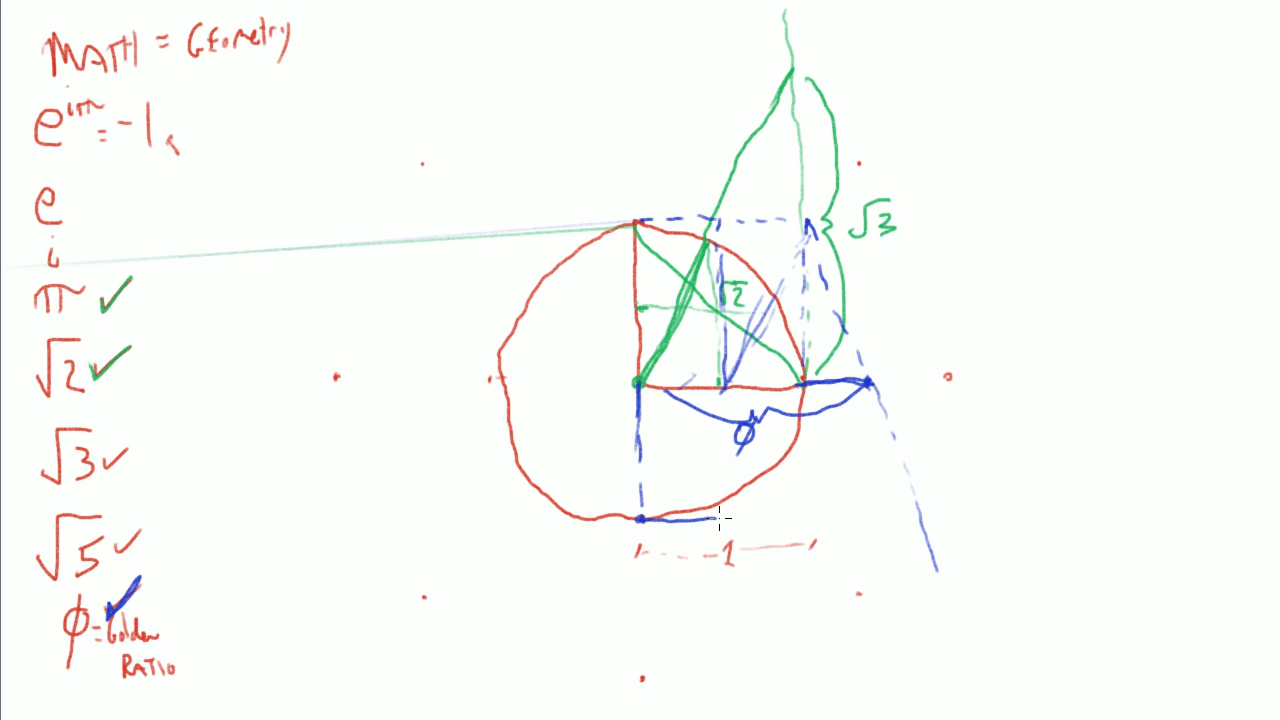 MATH = Geometry
e^iπ = -1
e
i
π ✓
√2 ✓
√3 ✓
√5 ✓
ϕ = Golden
RATIO
√3
√2
ϕ
1